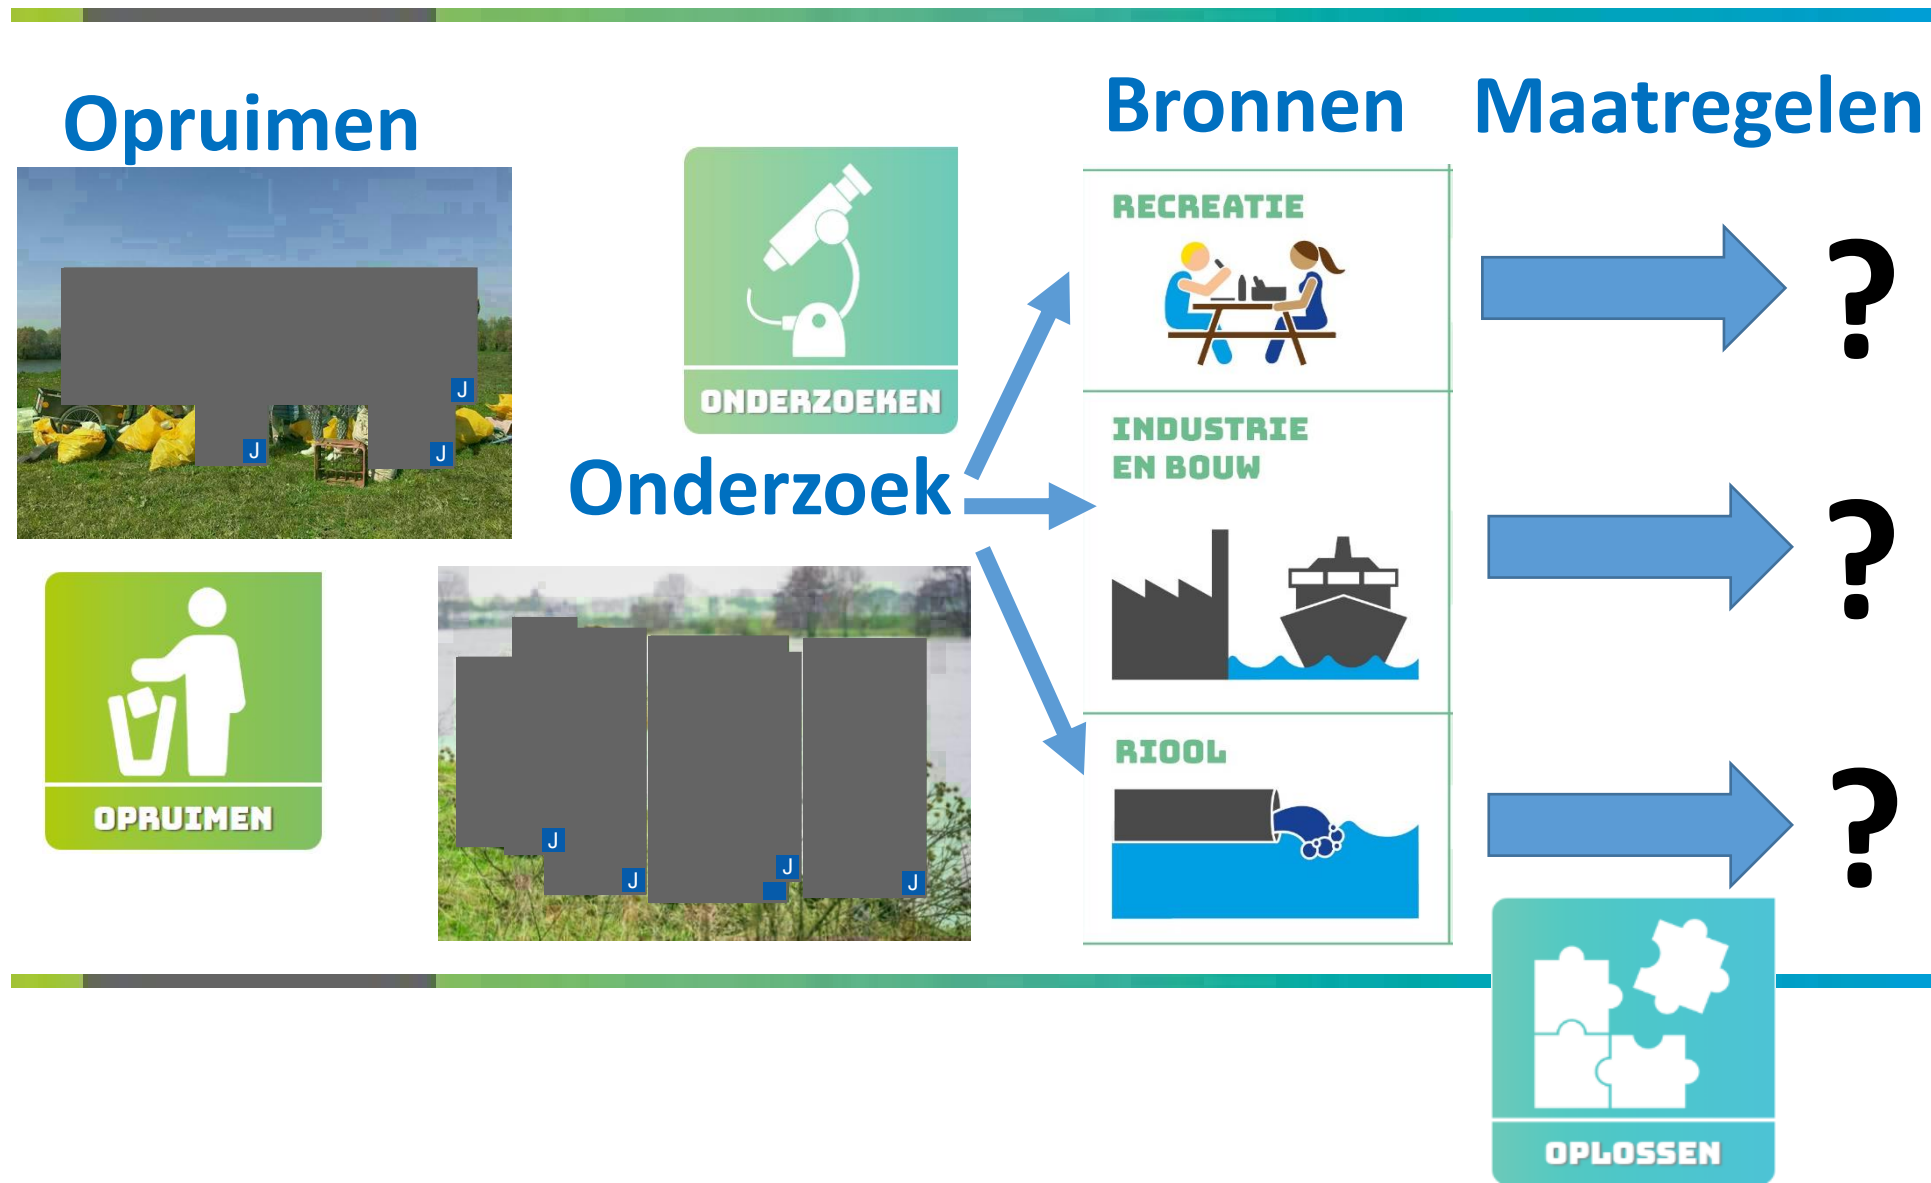 Opruimen
Bronnen
Maatregelen
ONDERZOEKEN
Onderzoek
RECREATIE
?
INDUSTRIE
EN BOUW
?
RIOOL
?
J
J
J
OPRUIMEN
J
J
J
J
OPLOSSEN